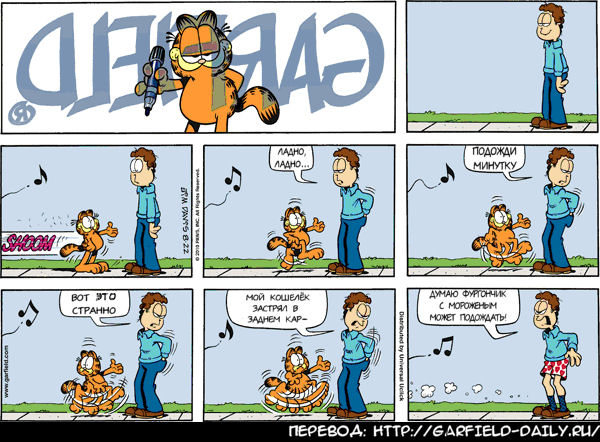 GARFIELD
®
SHOOM
© 2010 PAWS, INC. All Rights Reserved.
JIM DAVIS 8-22
ЛАДНО,
ЛАДНО...
ПОДОЖДИ
МИНУТКУ
www.garfield.com
ВОТ ЭТО
СТРАННО
МОЙ КОШЕЛЁК
ЗАСТРЯЛ В
ЗАДНЕМ КАР-
Distributed by Universal Uclick
ДУМАЮ ФУРГОНЧИК
С МОРОЖЕНЫМ
МОЖЕТ ПОДОЖДАТЬ!
ПЕРЕВОД: HTTP://GARFIELD-DAILY.RU/